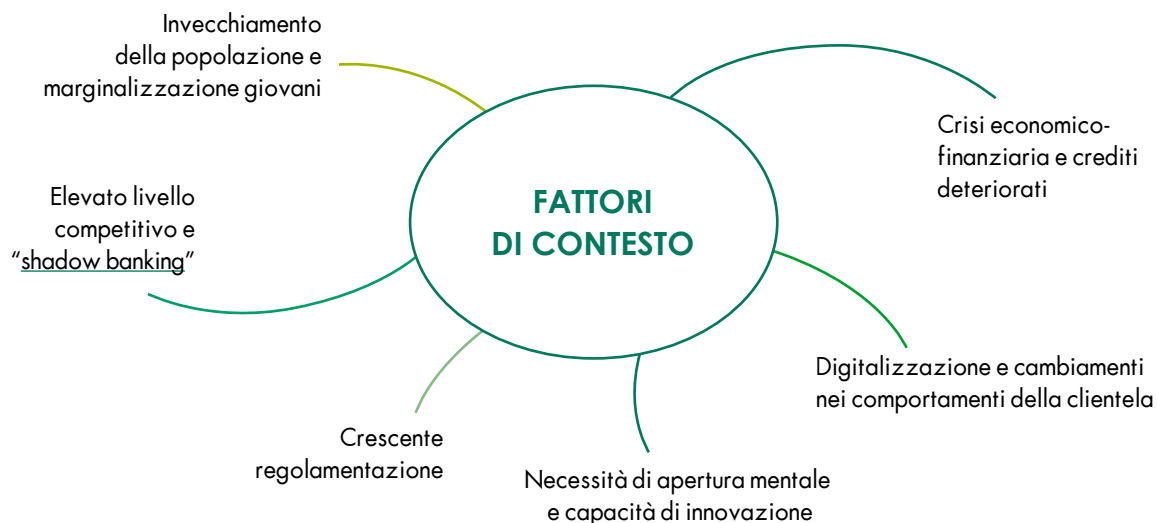 Invecchiamento
della popolazione e
marginalizzazione giovani
Crisi economico-
finanziaria e crediti
deteriorati
FATTORI
DI CONTESTO
Elevato livello
competitivo e
“shadow banking”
Digitalizzazione e cambiamenti
nei comportamenti della clientela
Crescente
regolamentazione
Necessità di apertura mentale
e capacità di innovazione